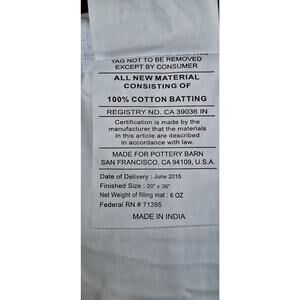 TAG NOT TO BE REMOVED
EXCEPT BY CONSUMER
ALL NEW MATERIAL
CONSISTING OF
100% COTTON BATTING
REGISTRY NO. CA 39036 IN
Certification is made by the
manufacturer that the materials
in this article are described
in accordance with law.
MADE FOR POTTERY BARN
SAN FRANCISCO, CA 94109, U.S.A.
Date of Delivery : June 2015
Finished Size : 20" x 36"
Net Weight of filling mat : 6 OZ
Federal RN # 71395
MADE IN INDIA